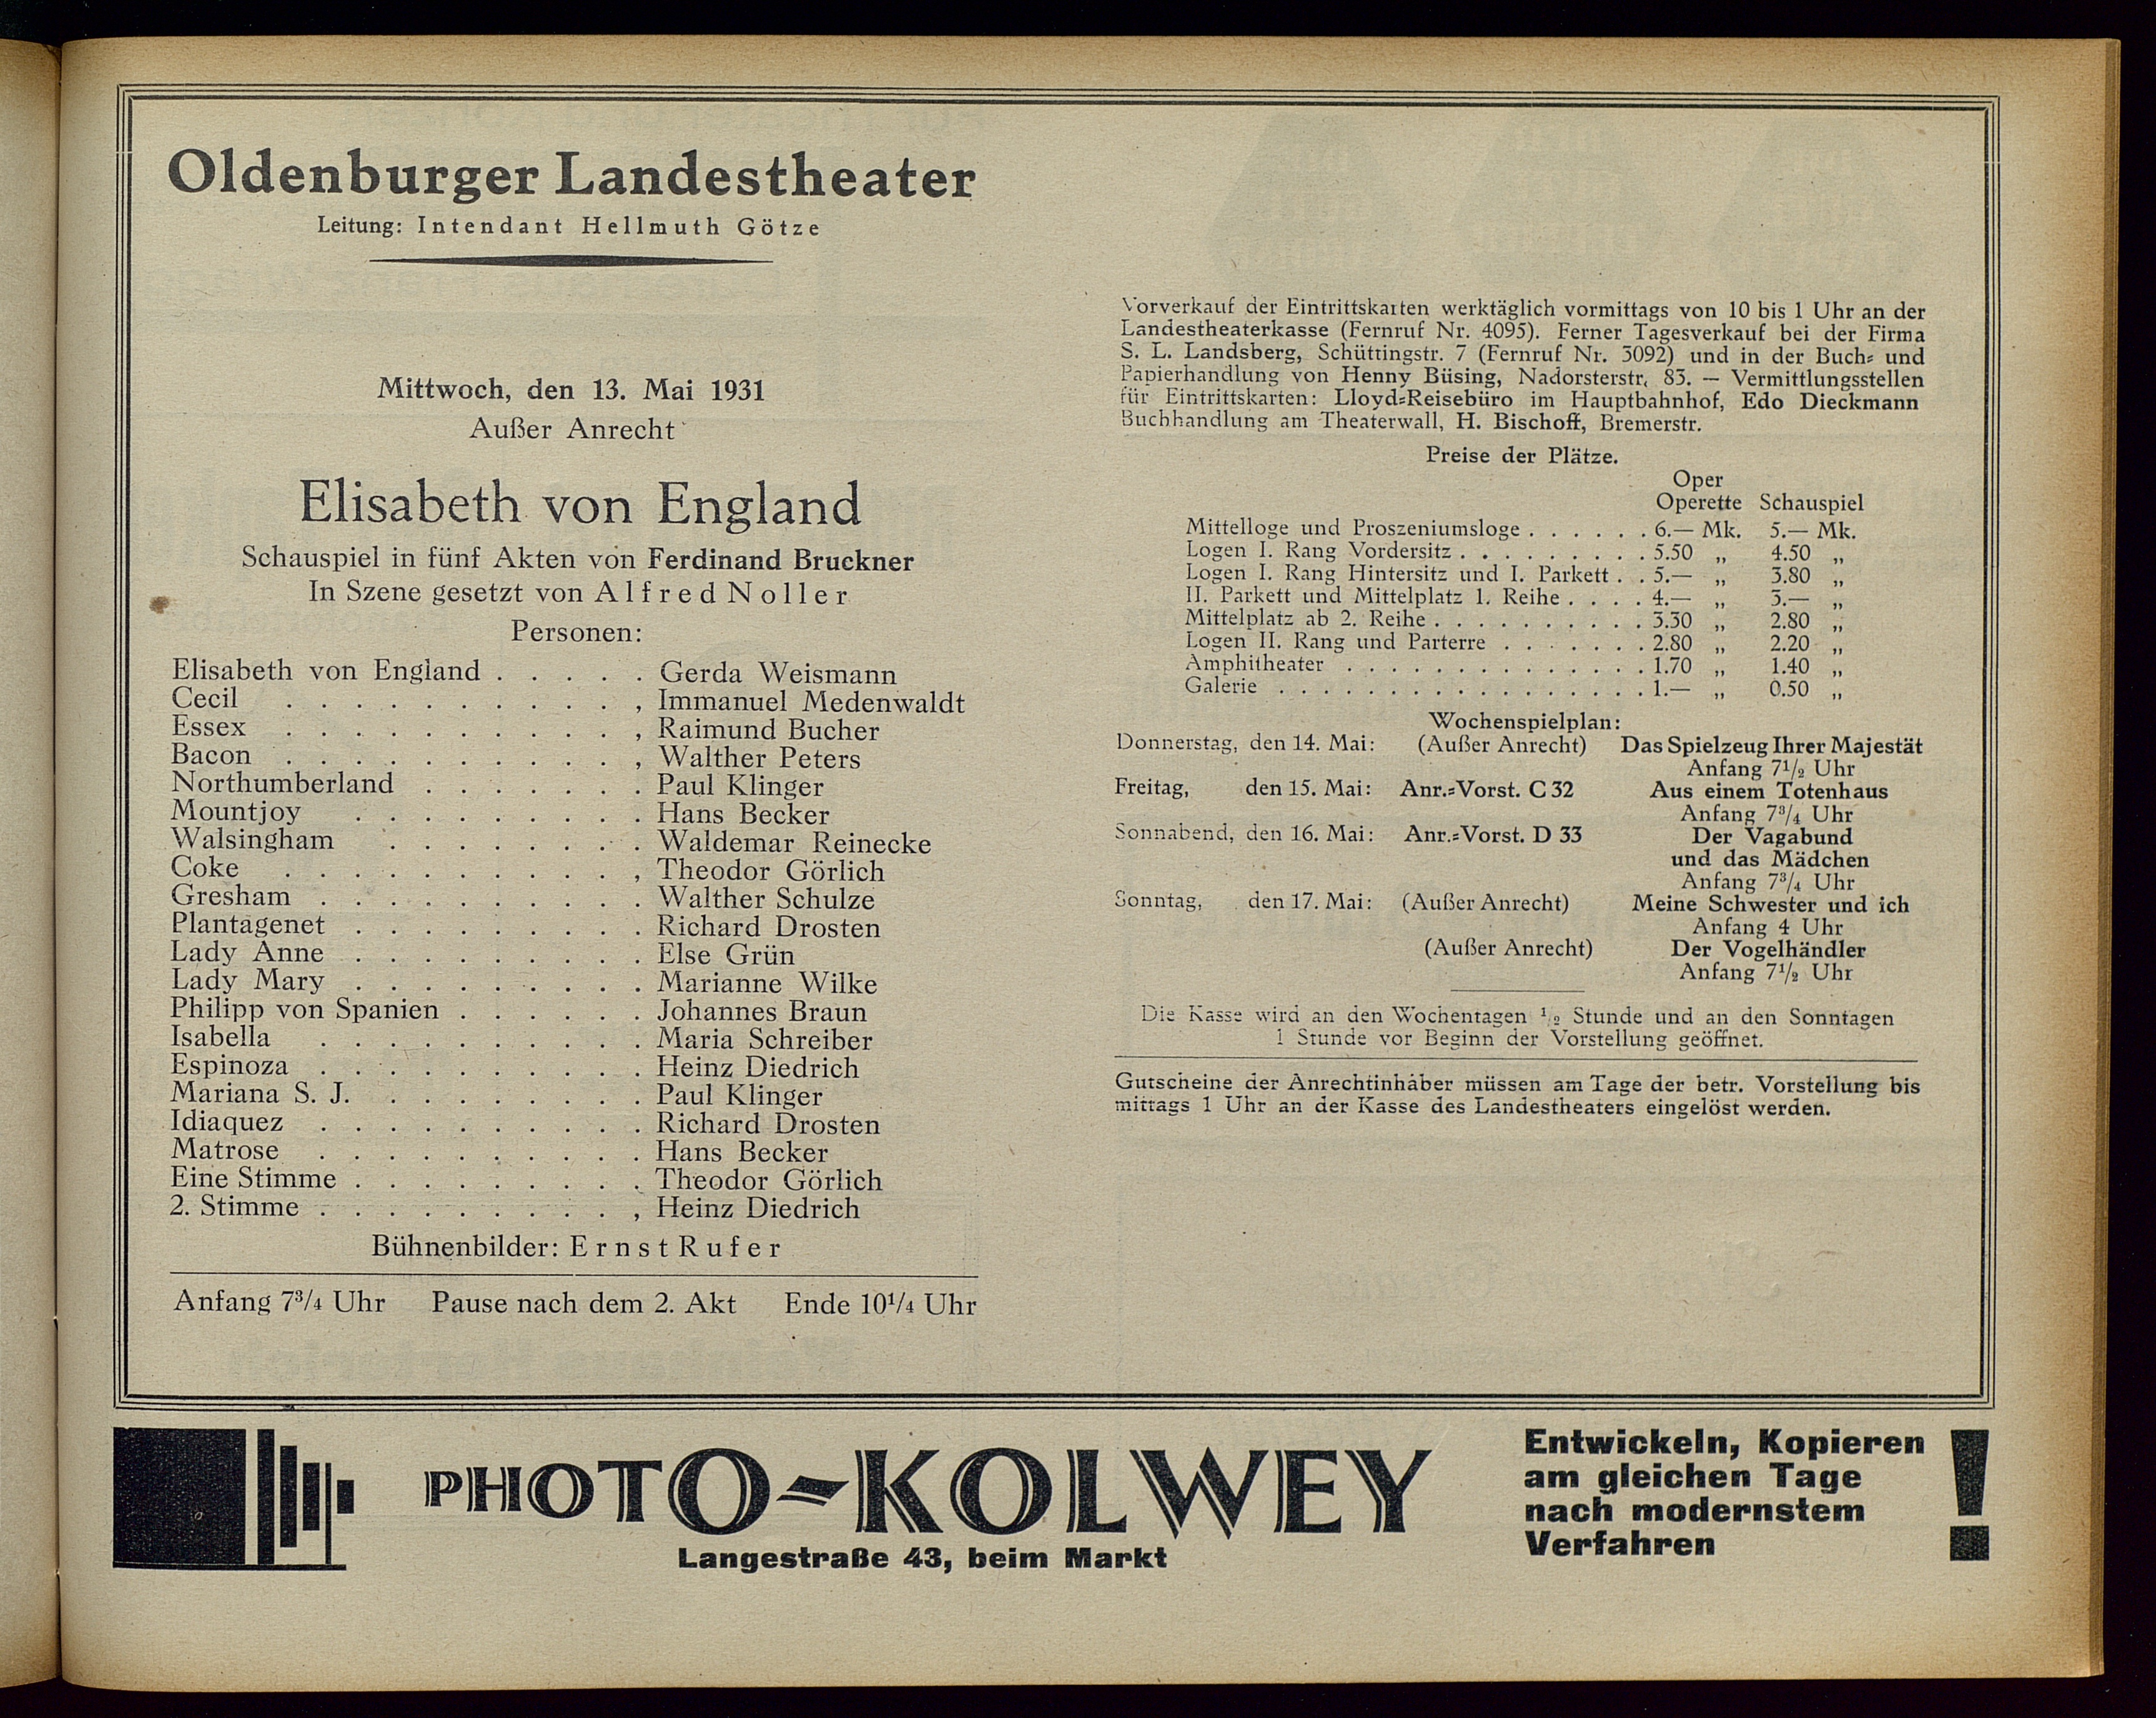 Oldenburger Landestheater
Leitung: Intendant Hellmuth Götze
Mittwoch, den 13. Mai 1931
Außer Anrecht
Elisabeth von England
Schauspiel in fünf Akten von Ferdinand Bruckner
In Szene gesetzt von Alfred Noller
Personen:
Elisabeth von England . . . . . Gerda Weismann
Cecil . . . . . . . . . . , Immanuel Medenwaldt
Essex . . . . . . . . . . , Raimund Bucher
Bacon . . . . . . . . . . , Walther Peters
Northumberland . . . . . . . Paul Klinger
Mountjoy . . . . . . . . . Hans Becker
Walsingham . . . . . . . . Waldemar Reinecke
Coke . . . . . . . . . . , Theodor Görlich
Gresham . . . . . . . . . . Walther Schulze
Plantagenet . . . . . . . . . Richard Drosten
Lady Anne . . . . . . . . . Else Grün
Lady Mary . . . . . . . . . Marianne Wilke
Philipp von Spanien . . . . . . Johannes Braun
Isabella . . . . . . . . . . Maria Schreiber
Espinoza . . . . . . . . . . Heinz Diedrich
Mariana S. J. . . . . . . . . Paul Klinger
Idiaquez . . . . . . . . . . Richard Drosten
Matrose . . . . . . . . . . Hans Becker
Eine Stimme . . . . . . . . . Theodor Görlich
2. Stimme . . . . . . . . . , Heinz Diedrich
Bühnenbilder: Ernst Rufer
Anfang 7¾ Uhr Pause nach dem 2. Akt Ende 10¼ Uhr
Vorverkauf der Eintrittskarten werktäglich vormittags von 10 bis 1 Uhr an der
Landestheaterkasse (Fernruf Nr. 4095). Ferner Tagesverkauf bei der Firma
S. L. Landsberg, Schüttingstr. 7 (Fernruf Nr. 3092) und in der Buch= und
Papierhandlung von Henny Büsing, Nadorsterstr. 83. — Vermittlungsstellen
für Eintrittskarten: Lloyd=Reisebüro im Hauptbahnhof, Edo Dieckmann
Buchhandlung am Theaterwall, H. Bischoff, Bremerstr.
Preise der Plätze.
Oper
Operette Schauspiel
Mittelloge und Proszeniumsloge . . . . . . 6.— Mk. 5.— Mk.
Logen I. Rang Vordersitz . . . . . . . . . 5.50 „ 4.50 „
Logen I. Rang Hintersitz und I. Parkett . . 5.— „ 3.80 „
II. Parkett und Mittelplatz 1. Reihe . . . . 4.— „ 3.— „
Mittelplatz ab 2. Reihe . . . . . . . . . . 3.30 „ 2.80 „
Logen II. Rang und Parterre . . . . . . . 2.80 „ 2.20 „
Amphitheater . . . . . . . . . . . . . . 1.70 „ 1.40 „
Galerie . . . . . . . . . . . . . . . . . 1.— „ 0.50 „
Wochenspielplan:
Donnerstag, den 14. Mai: (Außer Anrecht) Das Spielzeug Ihrer Majestät
Anfang 7½ Uhr
Freitag, den 15. Mai: Anr.=Vorst. C 32 Aus einem Totenhaus
Anfang 7¾ Uhr
Sonnabend, den 16. Mai: Anr.=Vorst. D 33 Der Vagabund
und das Mädchen
Anfang 7¾ Uhr
Sonntag, den 17. Mai: (Außer Anrecht) Meine Schwester und ich
Anfang 4 Uhr
(Außer Anrecht) Der Vogelhändler
Anfang 7½ Uhr
Die Kasse wird an den Wochentagen ½ Stunde und an den Sonntagen
1 Stunde vor Beginn der Vorstellung geöffnet.
Gutscheine der Anrechtinhaber müssen am Tage der betr. Vorstellung bis
mittags 1 Uhr an der Kasse des Landestheaters eingelöst werden.
PHOTO-KOLWEY
Langestraße 43, beim Markt
Entwickeln, Kopieren
am gleichen Tage
nach modernstem
Verfahren
!